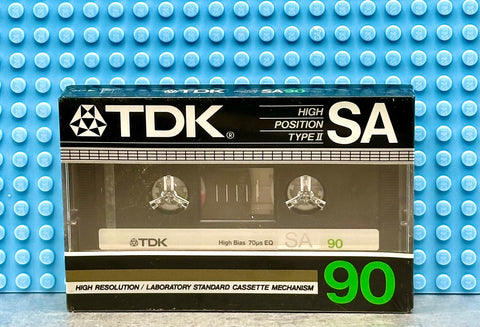 TDK SA90
TDK®
HIGH
POSITION
TYPE II
SA
TDK
High Bias 70μs EQ
SA 90
HIGH RESOLUTION / LABORATORY STANDARD CASSETTE MECHANISM
90